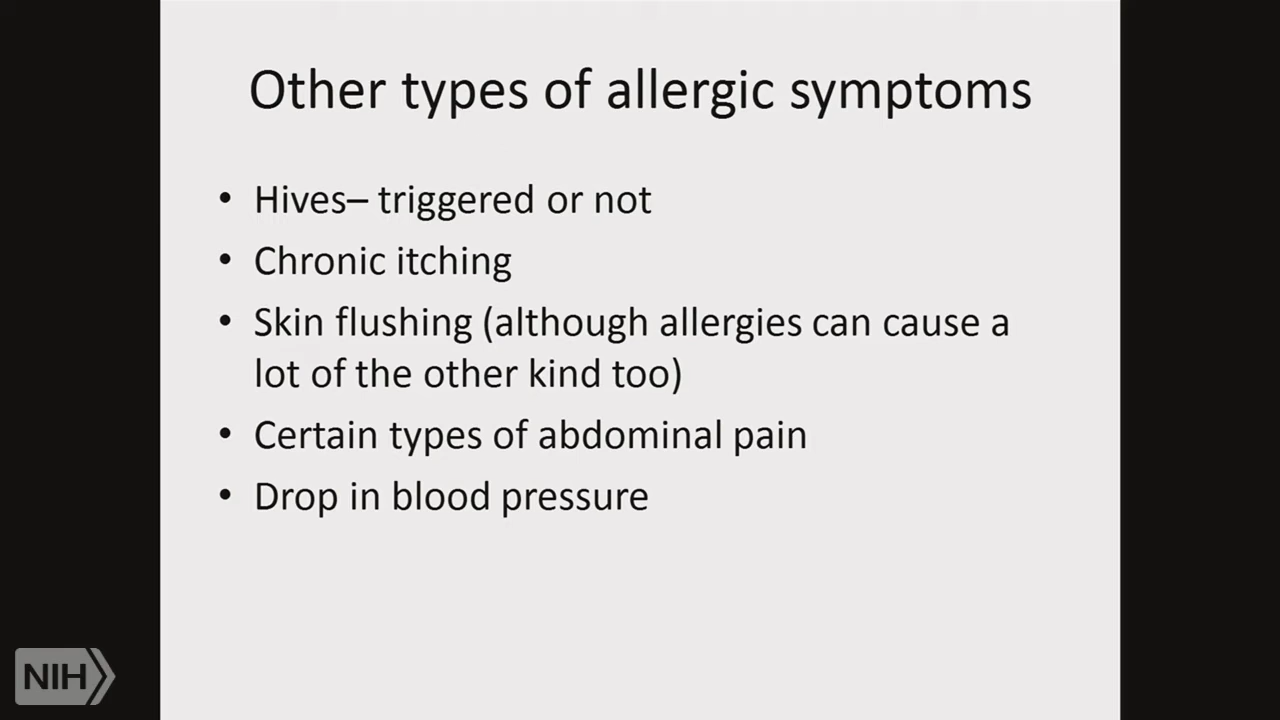 Other types of allergic symptoms
• Hives– triggered or not
• Chronic itching
• Skin flushing (although allergies can cause a
lot of the other kind too)
• Certain types of abdominal pain
• Drop in blood pressure
NIH